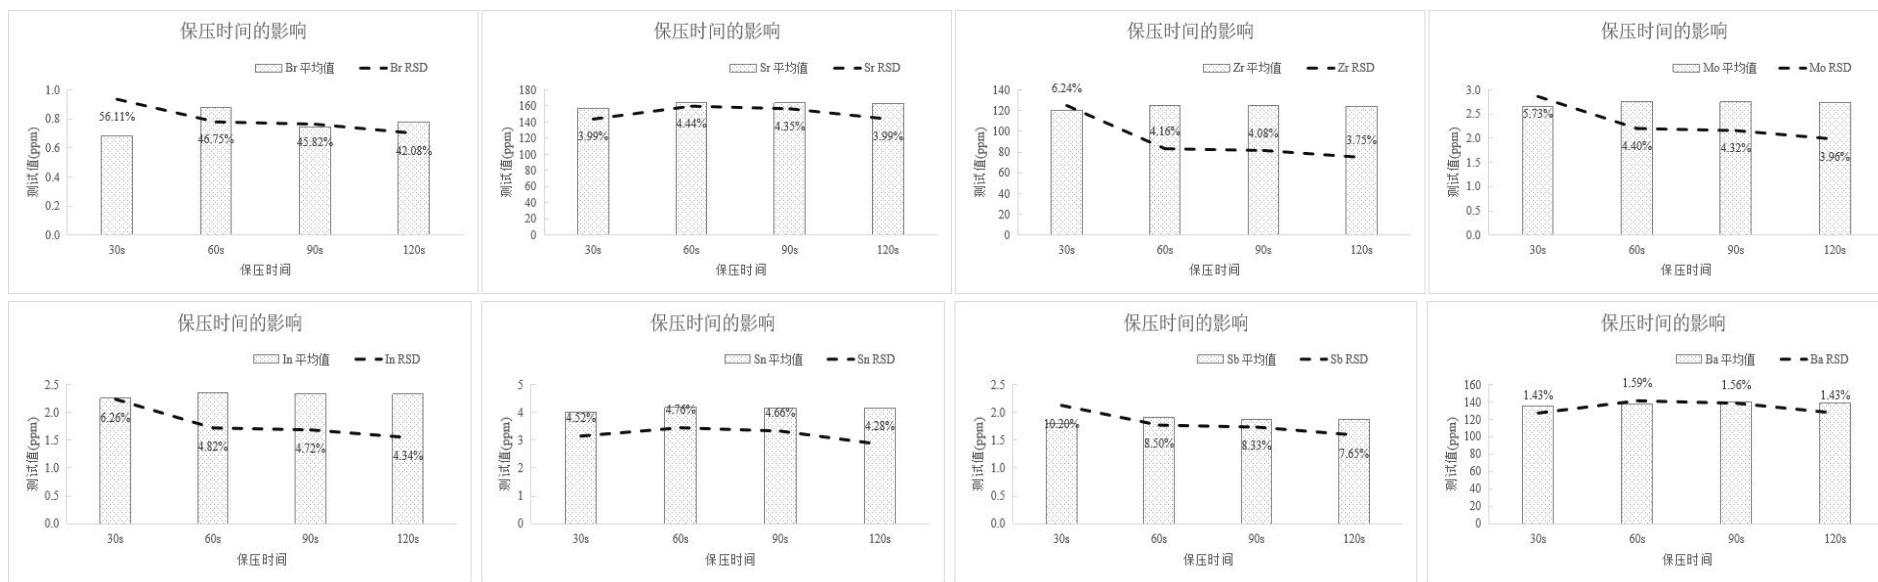 保压时间的影响
Br 平均值 Br RSD
测试值(ppm)
1.0
0.8
0.6
0.4
0.2
0.0
56.11%
46.75%
45.82%
42.08%
30s 60s 90s 120s
保压时间
保压时间的影响
Sr 平均值 Sr RSD
测试值(ppm)
180
160
140
120
100
80
60
40
20
0
3.99%
4.44%
4.35%
3.99%
30s 60s 90s 120s
保压时间
保压时间的影响
Zr 平均值 Zr RSD
测试值(ppm)
140
120
100
80
60
40
20
0
6.24%
4.16%
4.08%
3.75%
30s 60s 90s 120s
保压时间
保压时间的影响
Mo 平均值 Mo RSD
测试值(ppm)
3.0
2.5
2.0
1.5
1.0
0.5
0.0
5.73%
4.40%
4.32%
3.96%
30s 60s 90s 120s
保压时间
保压时间的影响
In 平均值 In RSD
测试值(ppm)
2.5
2.0
1.5
1.0
0.5
0.0
6.26%
4.82%
4.72%
4.34%
30s 60s 90s 120s
保压时间
保压时间的影响
Sn 平均值 Sn RSD
测试值(ppm)
5
4
3
2
1
0
4.52%
4.76%
4.66%
4.28%
30s 60s 90s 120s
保压时间
保压时间的影响
Sb 平均值 Sb RSD
测试值(ppm)
2.5
2.0
1.5
1.0
0.5
0.0
10.20%
8.50%
8.33%
7.65%
30s 60s 90s 120s
保压时间
保压时间的影响
Ba 平均值 Ba RSD
测试值(ppm)
160
140
120
100
80
60
40
20
0
1.43%
1.59%
1.56%
1.43%
30s 60s 90s 120s
保压时间